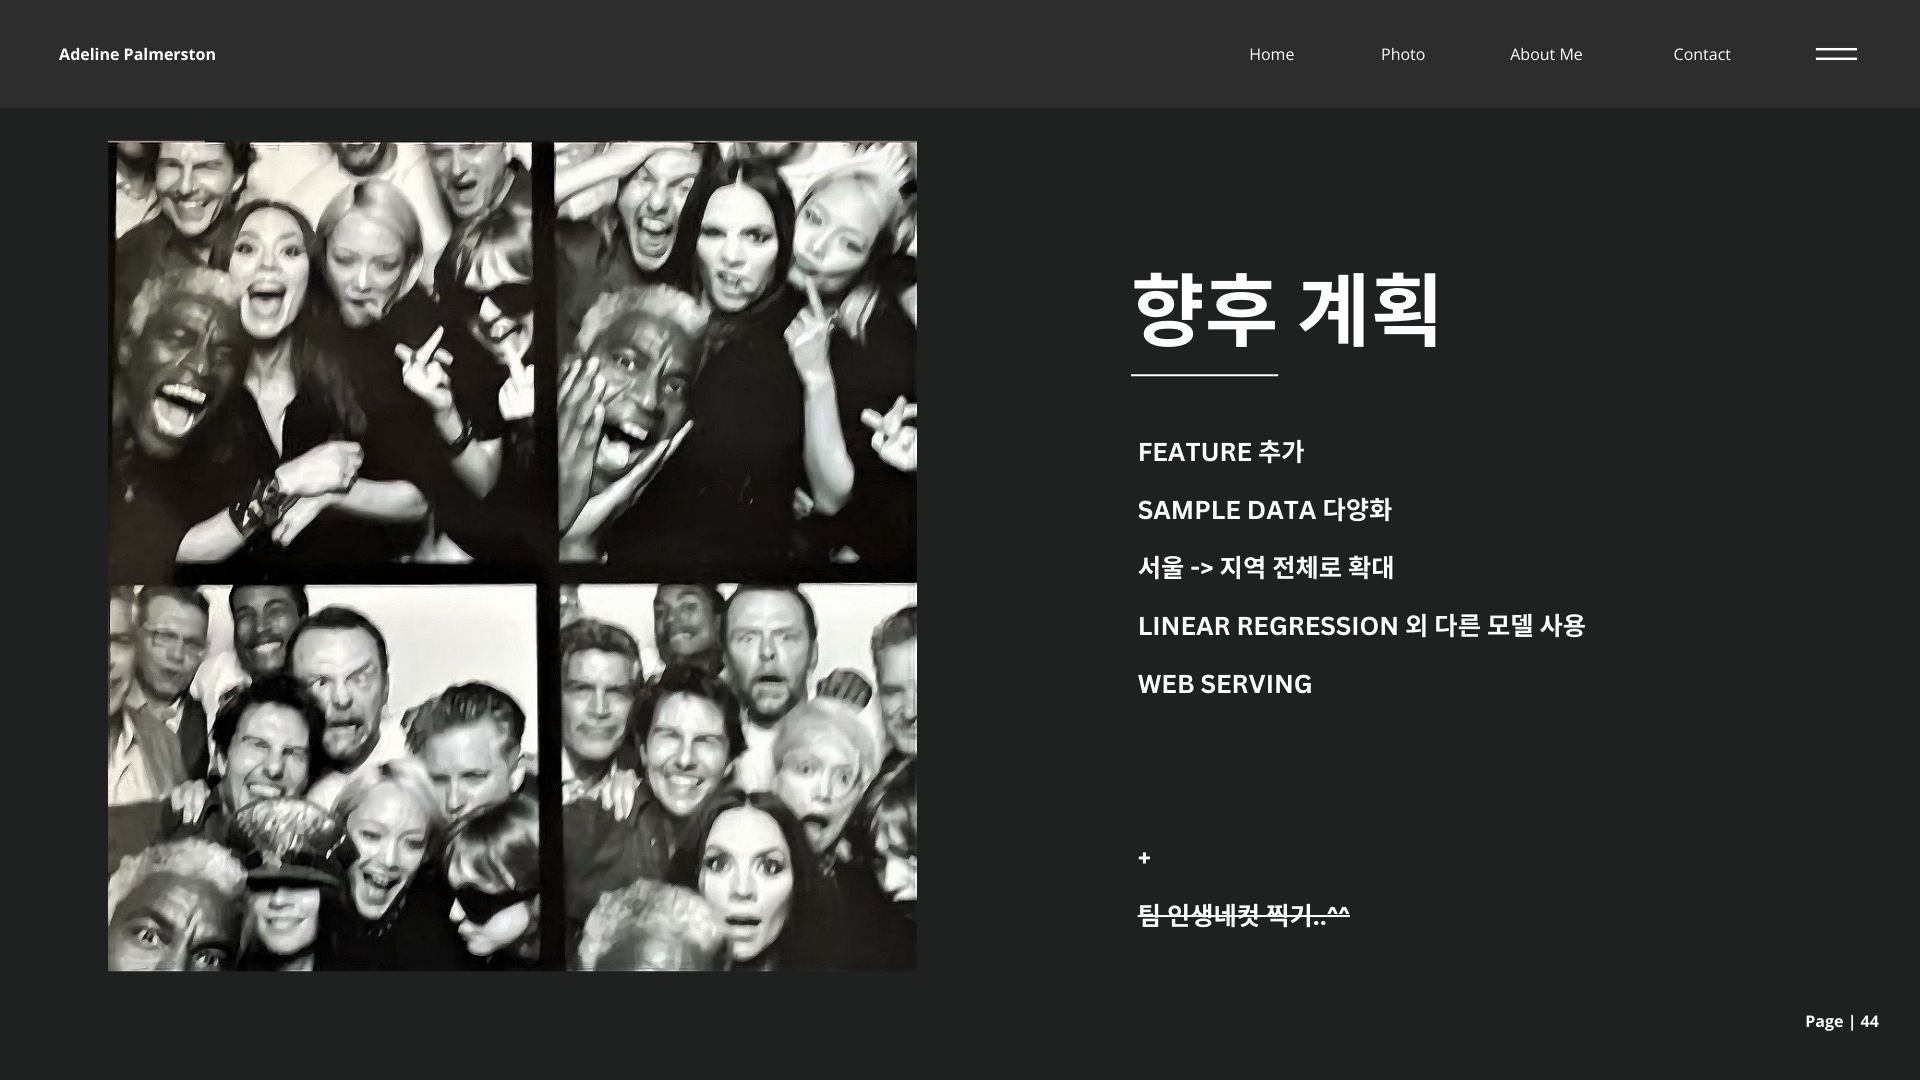 Adeline Palmerston
Home
Photo
About Me
Contact
향후 계획
FEATURE 추가
SAMPLE DATA 다양화
서울 -> 지역 전체로 확대
LINEAR REGRESSION 외 다른 모델 사용
WEB SERVING
+
팀 인생네컷 찍기..^^
Page | 44